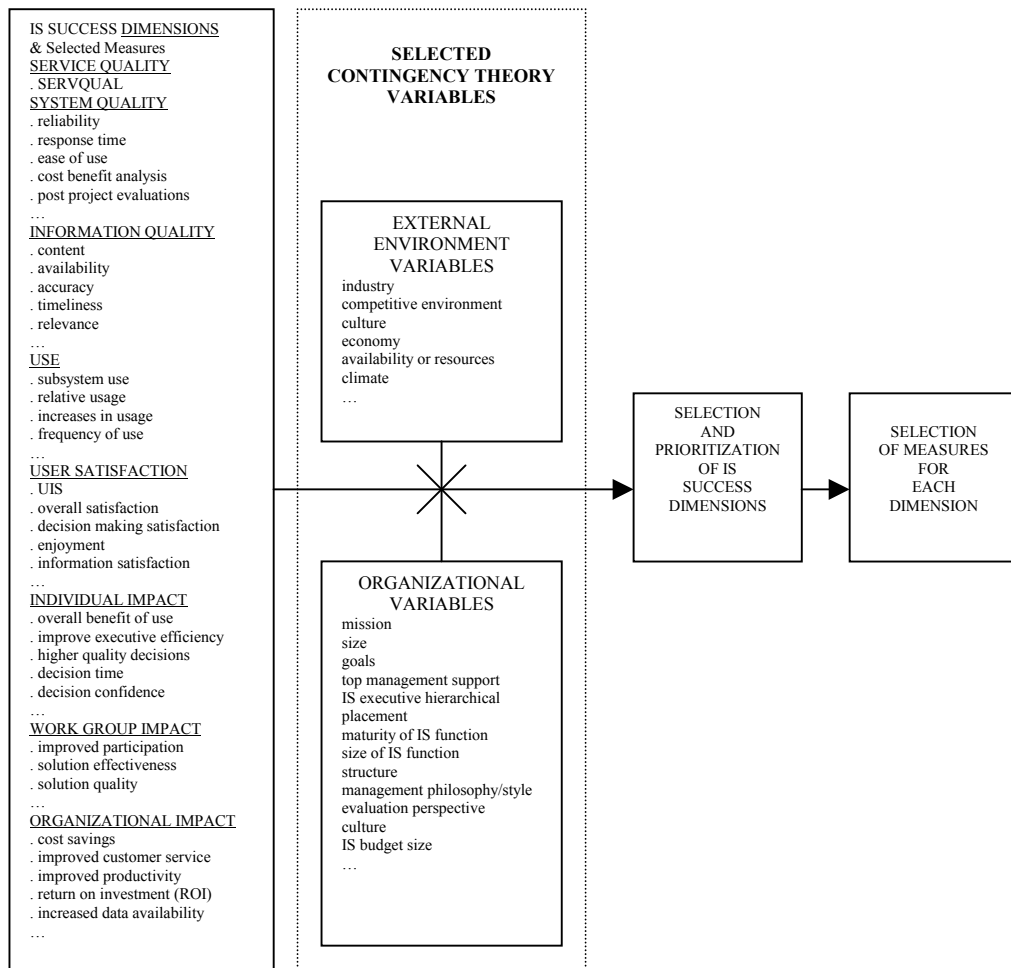 IS SUCCESS DIMENSIONS
& Selected Measures
SERVICE QUALITY
. SERVQUAL
SYSTEM QUALITY
. reliability
. response time
. ease of use
. cost benefit analysis
. post project evaluations
…
INFORMATION QUALITY
. content
. availability
. accuracy
. timeliness
. relevance
…
USE
. subsystem use
. relative usage
. increases in usage
. frequency of use
…
USER SATISFACTION
. UIS
. overall satisfaction
. decision making satisfaction
. enjoyment
. information satisfaction
…
INDIVIDUAL IMPACT
. overall benefit of use
. improve executive efficiency
. higher quality decisions
. decision time
. decision confidence
…
WORK GROUP IMPACT
. improved participation
. solution effectiveness
. solution quality
…
ORGANIZATIONAL IMPACT
. cost savings
. improved customer service
. improved productivity
. return on investment (ROI)
. increased data availability
…
SELECTED
CONTINGENCY THEORY
VARIABLES
EXTERNAL
ENVIRONMENT
VARIABLES
industry
competitive environment
culture
economy
availability or resources
climate
…
ORGANIZATIONAL
VARIABLES
mission
size
goals
top management support
IS executive hierarchical
placement
maturity of IS function
size of IS function
structure
management philosophy/style
evaluation perspective
culture
IS budget size
…
SELECTION
AND
PRIORITIZATION
OF IS
SUCCESS
DIMENSIONS
SELECTION
OF MEASURES
FOR
EACH
DIMENSION